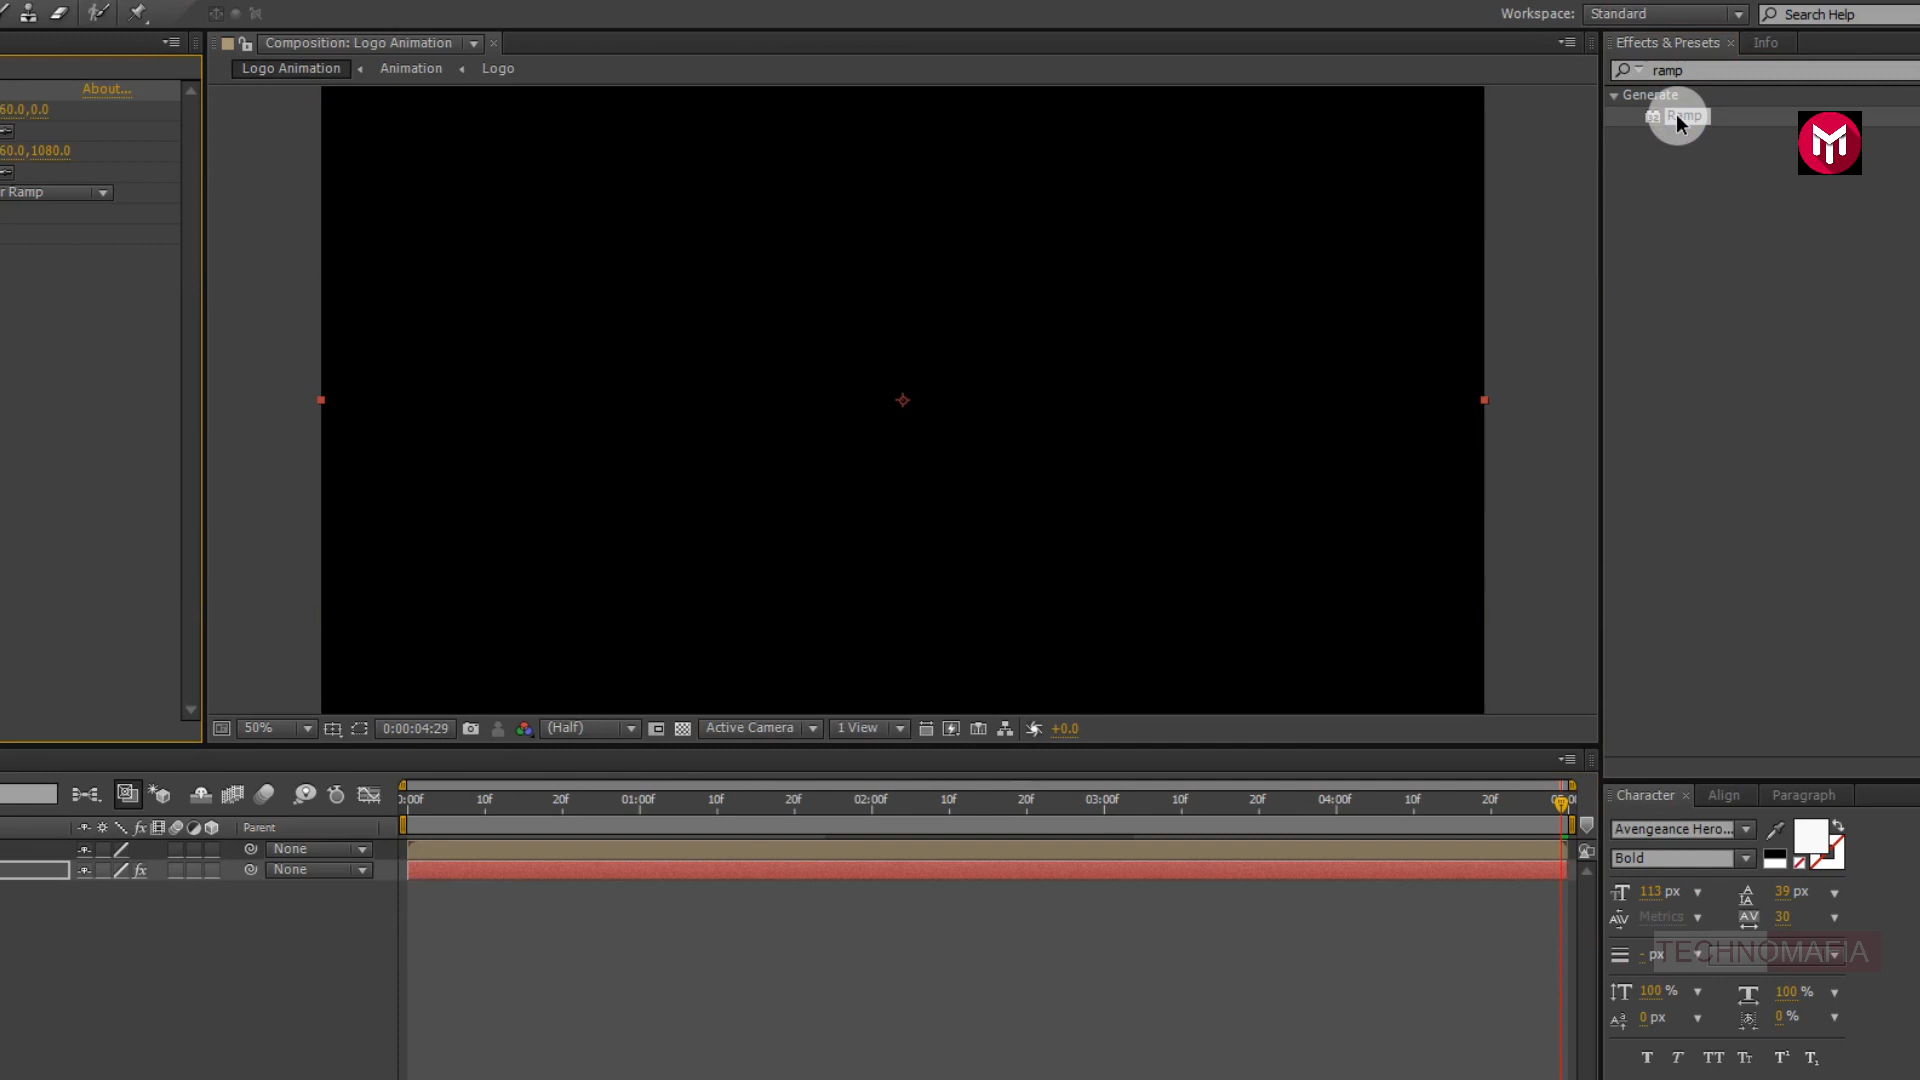 Workspace: Standard Search Help
Composition: Logo Animation × Effects & Presets × Info
Logo Animation Animation Logo
ramp
About...
Generate
60.0,0.0
Ramp
60.0,1080.0
r Ramp
50% 0:00:04:29 (Half) Active Camera 1 View +0.0
Character × Align Paragraph
0:00f 10f 20f 01:00f 10f 20f 02:00f 10f 20f 03:00f 10f 20f 04:00f 10f 20f
Parent
Avengeance Hero...
None
Bold
None
113 px 39 px
Metrics 30
- px
TECHNOMAFIA
100 % 100 %
0 px 0 %
T T TT Tt T¹ T₁